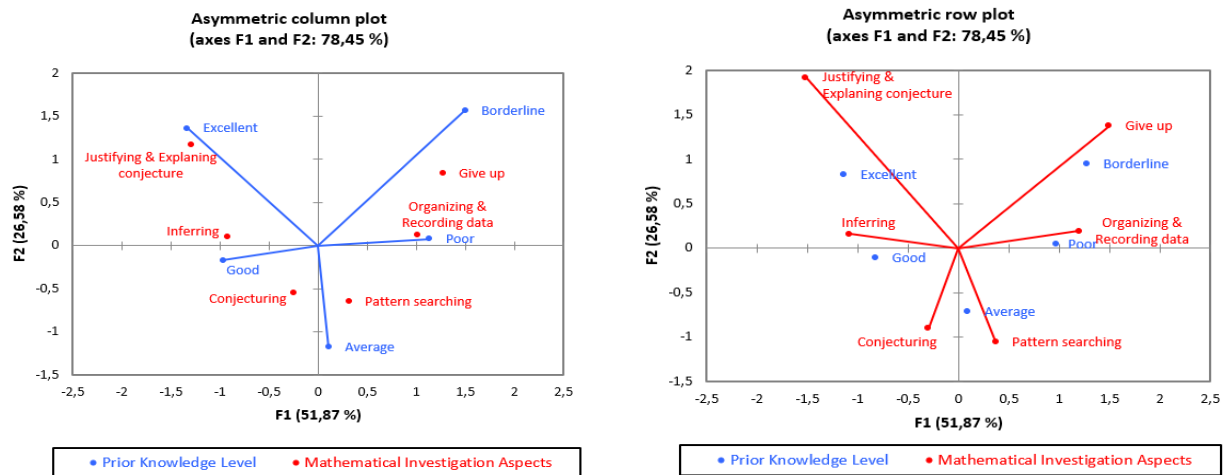 Asymmetric column plot
(axes F1 and F2: 78,45 %)
2
1,5
1
0,5
0
-0,5
-1
-1,5
F2 (26,58 %)
Borderline
Excellent
Justifying & Explaning
conjecture
Give up
Organizing &
Recording data
Inferring
Poor
Good
Conjecturing
Pattern searching
Average
-2,5 -2 -1,5 -1 -0,5 0 0,5 1 1,5 2 2,5
F1 (51,87 %)
Prior Knowledge Level Mathematical Investigation Aspects
Asymmetric row plot
(axes F1 and F2: 78,45 %)
2
1,5
1
0,5
0
-0,5
-1
-1,5
F2 (26,58 %)
Justifying &
Explaning conjecture
Give up
Borderline
Excellent
Inferring
Organizing &
Recording data
Poor
Good
Average
Conjecturing
Pattern searching
-2,5 -2 -1,5 -1 -0,5 0 0,5 1 1,5 2 2,5
F1 (51,87 %)
Prior Knowledge Level Mathematical Investigation Aspects